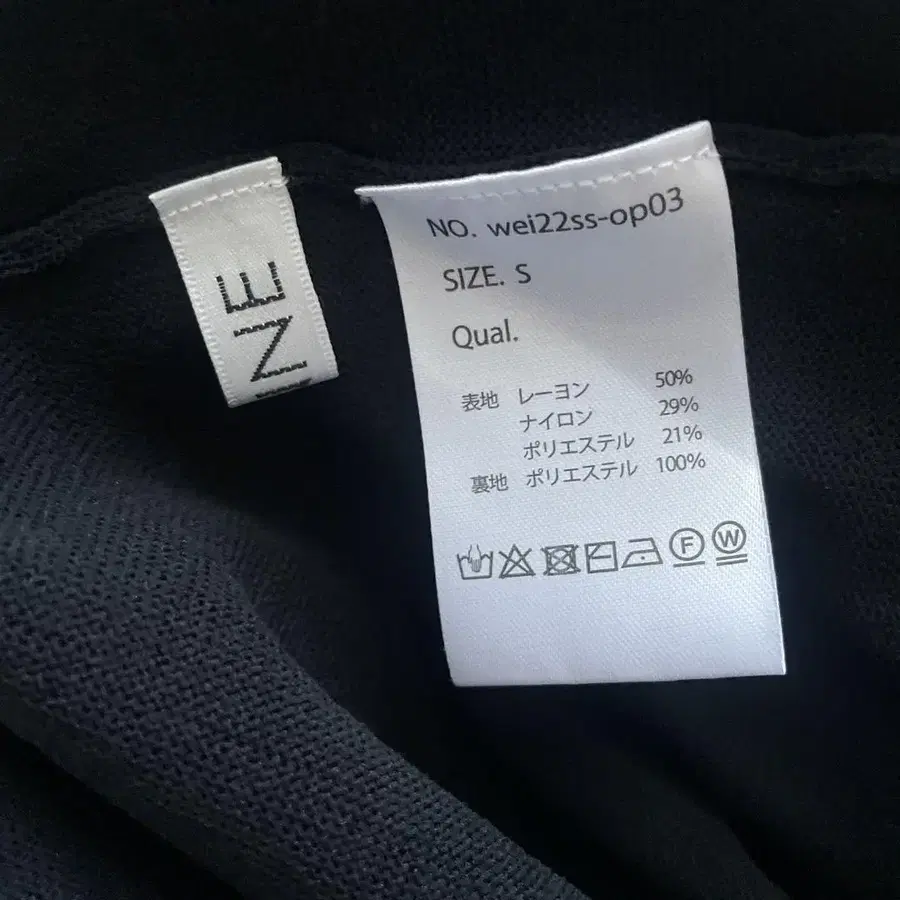 NO. wei22ss-op03
SIZE. S
Qual.
表地 レーヨン 50%
ナイロン 29%
ポリエステル 21%
裏地 ポリエステル 100%
F W
NE